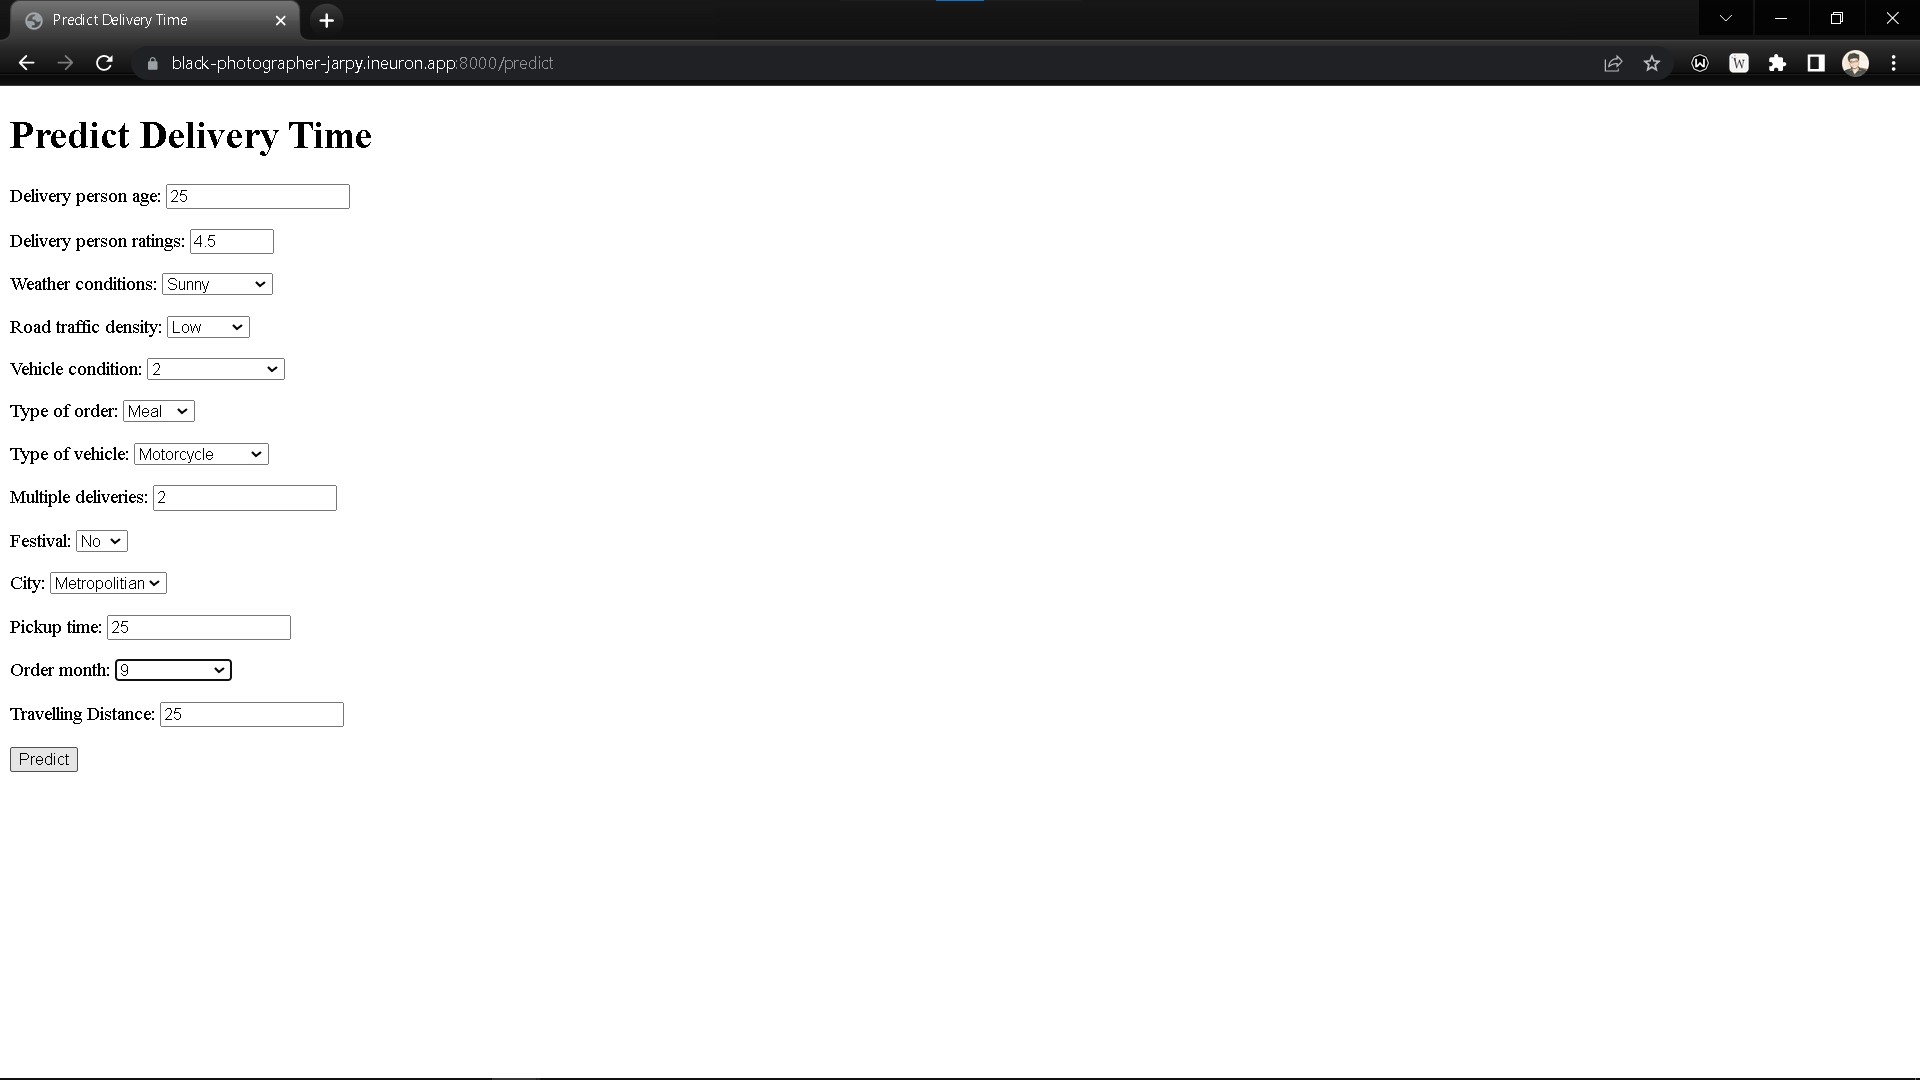 Predict Delivery Time
black-photographer-jarpy.ineuron.app:8000/predict
W
Predict Delivery Time
Delivery person age: 25
Delivery person ratings: 4.5
Weather conditions: Sunny
Road traffic density: Low
Vehicle condition: 2
Type of order: Meal
Type of vehicle: Motorcycle
Multiple deliveries: 2
Festival: No
City: Metropolitian
Pickup time: 25
Order month: 9
Travelling Distance: 25
Predict